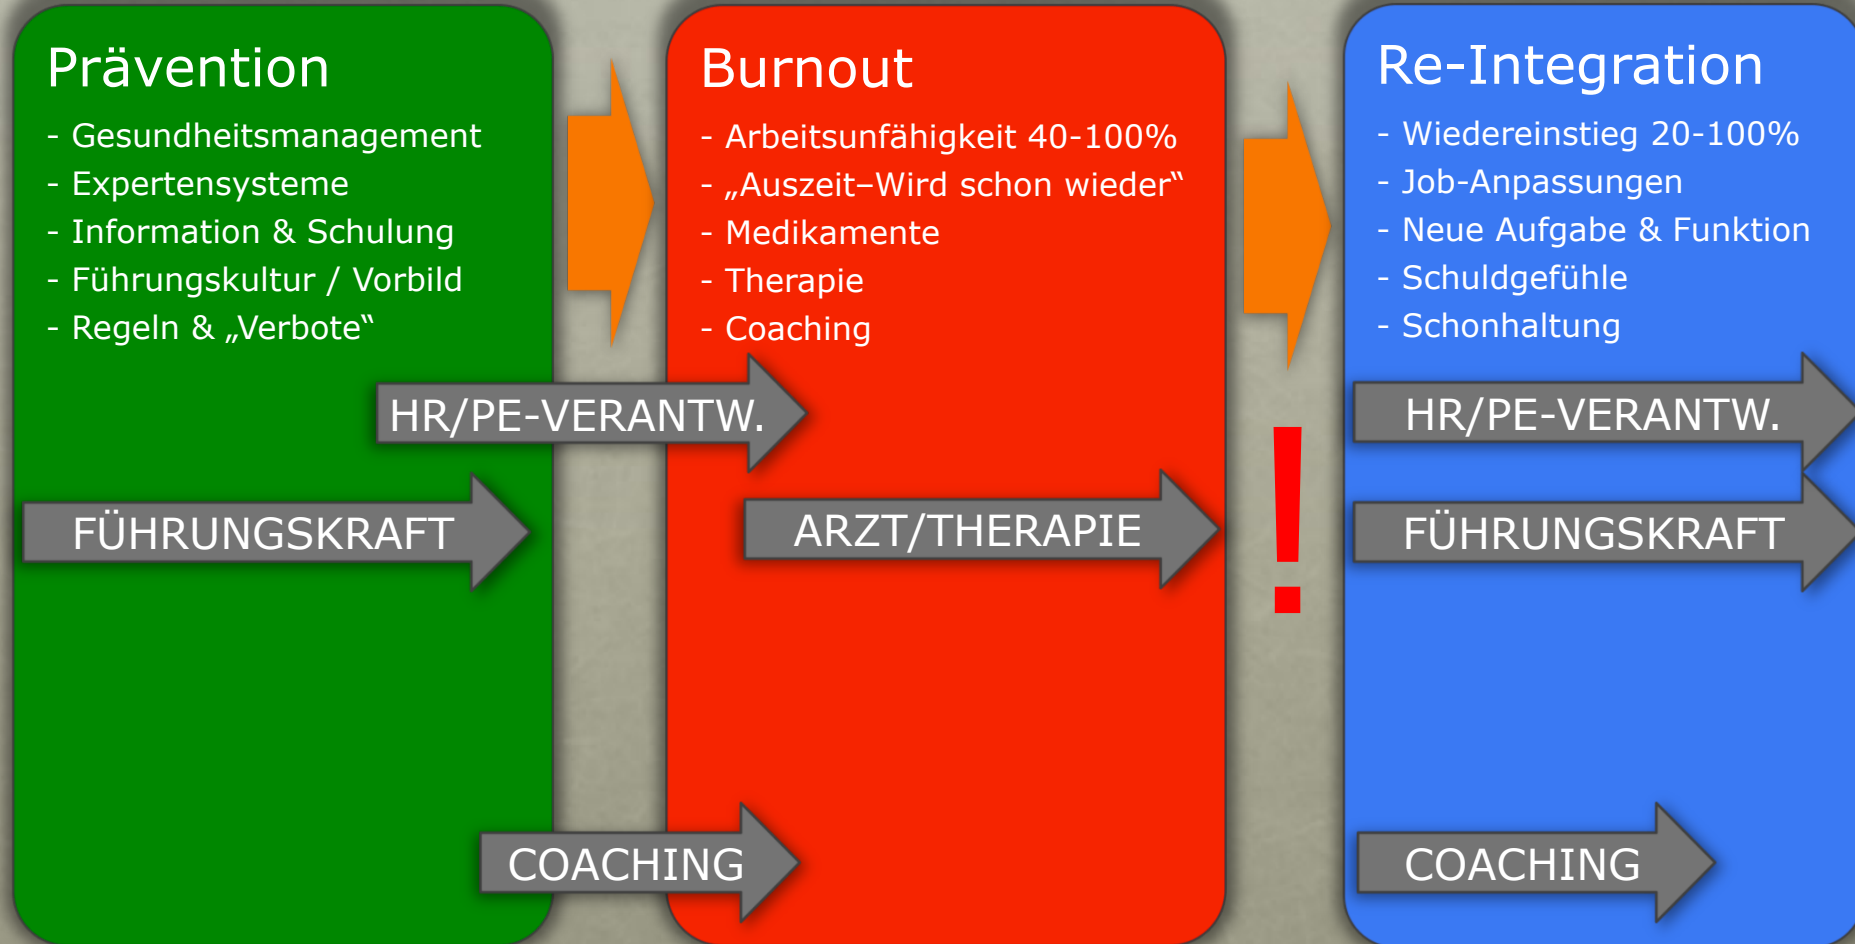 Prävention
- Gesundheitsmanagement
- Expertensysteme
- Information & Schulung
- Führungskultur / Vorbild
- Regeln & „Verbote“
Burnout
- Arbeitsunfähigkeit 40-100%
- „Auszeit–Wird schon wieder“
- Medikamente
- Therapie
- Coaching
Re-Integration
- Wiedereinstieg 20-100%
- Job-Anpassungen
- Neue Aufgabe & Funktion
- Schuldgefühle
- Schonhaltung
HR/PE-VERANTW.
HR/PE-VERANTW.
FÜHRUNGSKRAFT
ARZT/THERAPIE
!
FÜHRUNGSKRAFT
COACHING
COACHING